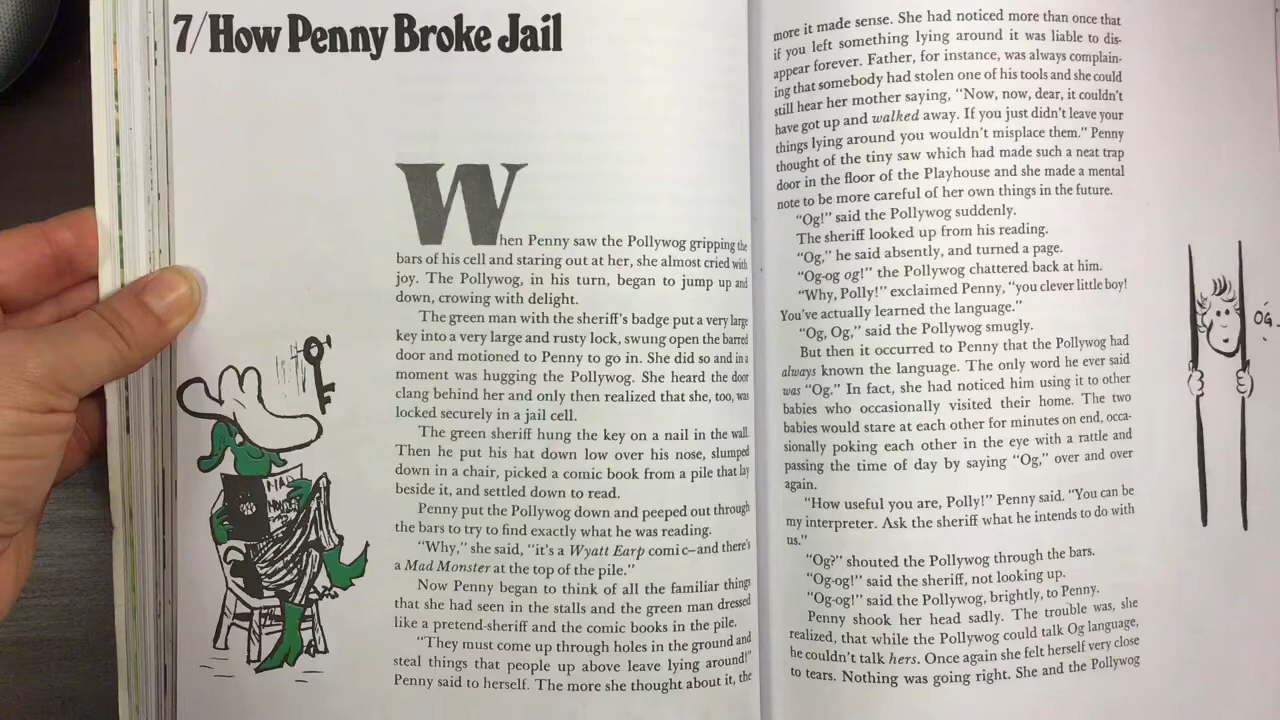 7/How Penny Broke Jail
When Penny saw the Pollywog gripping the
bars of his cell and staring out at her, she almost cried with
joy. The Pollywog, in his turn, began to jump up and
down, crowing with delight.
The green man with the sheriff's badge put a very large
key into a very large and rusty lock, swung open the barred
door and motioned to Penny to go in. She did so and in a
moment was hugging the Pollywog. She heard the door
clang behind her and only then realized that she, too, was
locked securely in a jail cell.
The green sheriff hung the key on a nail in the wall.
Then he put his hat down low over his nose, slumped
down in a chair, picked a comic book from a pile that lay
beside it, and settled down to read.
Penny put the Pollywog down and peeped out through
the bars to try to find exactly what he was reading.
"Why," she said, "it's a Wyatt Earp comic—and there's
a Mad Monster at the top of the pile."
Now Penny began to think of all the familiar things
that she had seen in the stalls and the green man dressed
like a pretend-sheriff and the comic books in the pile.
"They must come up through holes in the ground and
steal things that people up above leave lying around!"
Penny said to herself. The more she thought about it, the
more it made sense. She had noticed more than once that
if you left something lying around it was liable to dis-
appear forever. Father, for instance, was always complain-
ing that somebody had stolen one of his tools and she could
still hear her mother saying, "Now, now, dear, it couldn't
have got up and walked away. If you just didn't leave your
things lying around you wouldn't misplace them." Penny
thought of the tiny saw which had made such a neat trap
door in the floor of the Playhouse and she made a mental
note to be more careful of her own things in the future.
"Og!" said the Pollywog suddenly.
The sheriff looked up from his reading.
"Og," he said absently, and turned a page.
"Og-og og!" the Pollywog chattered back at him.
"Why, Polly!" exclaimed Penny, "you clever little boy!
You've actually learned the language."
"Og, Og," said the Pollywog smugly.
But then it occurred to Penny that the Pollywog had
always known the language. The only word he ever said
was "Og." In fact, she had noticed him using it to other
babies who occasionally visited their home. The two
babies would stare at each other for minutes on end, occa-
sionally poking each other in the eye with a rattle and
passing the time of day by saying "Og," over and over
again.
"How useful you are, Polly!" Penny said. "You can be
my interpreter. Ask the sheriff what he intends to do with
us."
"Og?" shouted the Pollywog through the bars.
"Og-og!" said the sheriff, not looking up.
"Og-og!" said the Pollywog, brightly, to Penny.
Penny shook her head sadly. The trouble was, she
realized, that while the Pollywog could talk Og language,
he couldn't talk hers. Once again she felt herself very close
to tears. Nothing was going right. She and the Pollywog
OG